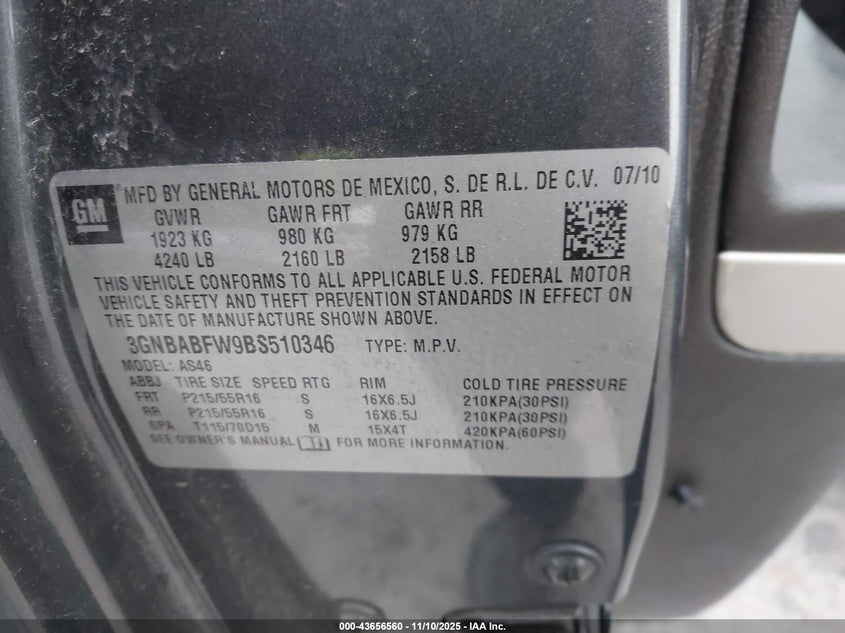 GM ® MFD BY GENERAL MOTORS DE MEXICO, S. DE R.L. DE C.V. 07/10
GVWR GAWR FRT GAWR RR
1923 KG 980 KG 979 KG
4240 LB 2160 LB 2158 LB
THIS VEHICLE CONFORMS TO ALL APPLICABLE U.S. FEDERAL MOTOR
VEHICLE SAFETY AND THEFT PREVENTION STANDARDS IN EFFECT ON
THE DATE OF MANUFACTURE SHOWN ABOVE.
3GNBABFW9BS510346 TYPE: M.P.V.
MODEL: AS46
ABBJ TIRE SIZE SPEED RTG RIM COLD TIRE PRESSURE
FRT P215/55R16 S 16X6.5J 210KPA(30PSI)
RR P215/55R16 S 16X6.5J 210KPA(30PSI)
SPA T115/70D15 M 15X4T 420KPA(60PSI)
SEE OWNER'S MANUAL FOR MORE INFORMATION.
000-43656560 — 11/10/2025 — IAA Inc.